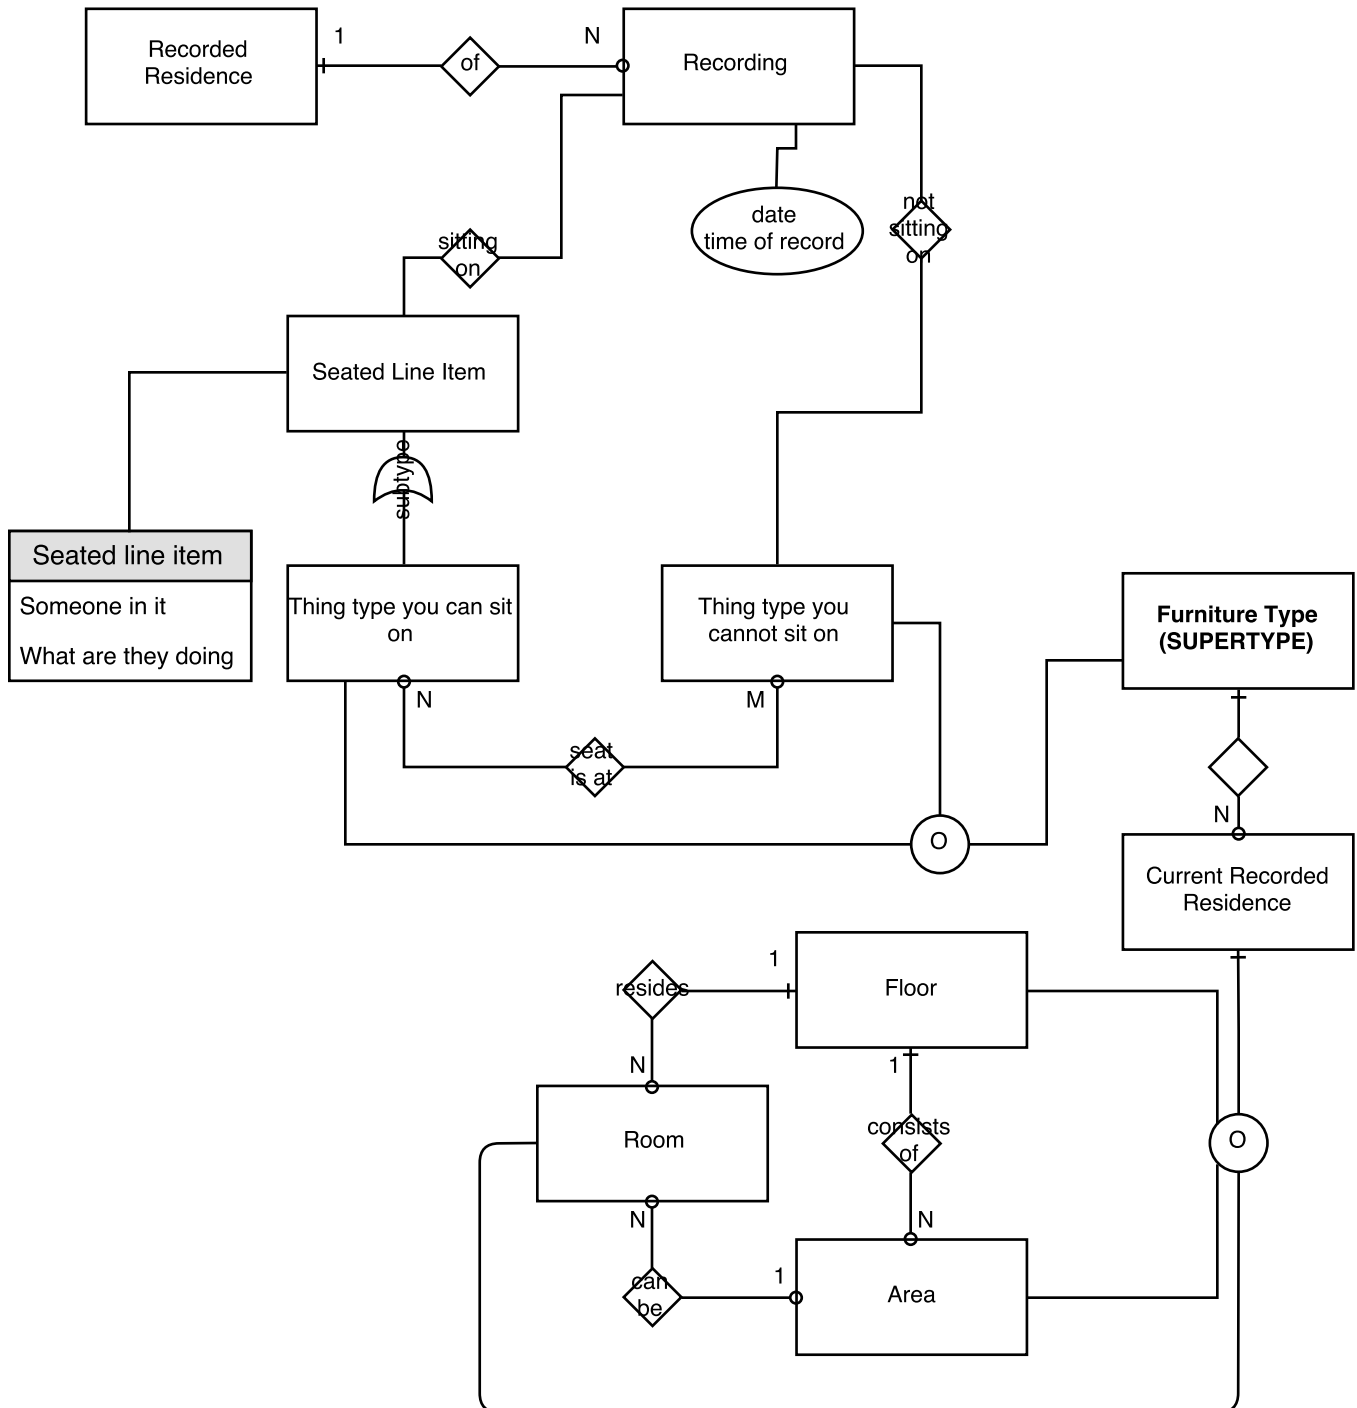 Recorded
Residence
1
of
N
Recording
date
time of record
not
sitting
on
sitting
on
Seated Line Item
subtype
Seated line item
Someone in it
What are they doing
Thing type you can sit
on
Thing type you
cannot sit on
Furniture Type
(SUPERTYPE)
N
M
seat
is at
O
N
Current Recorded
Residence
resides
1
Floor
N
1
Room
consists
of
O
N
N
can
be
1
Area